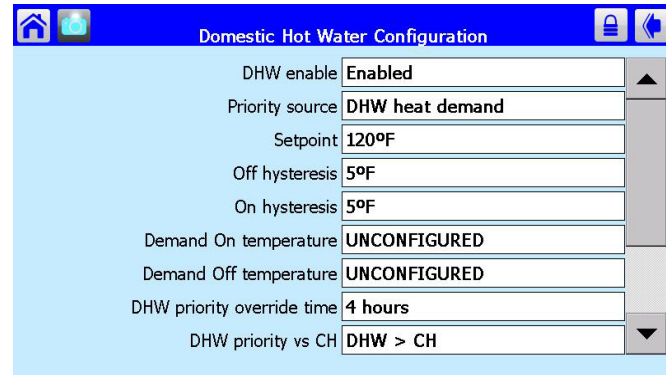 Domestic Hot Water Configuration
DHW enable Enabled
Priority source DHW heat demand
Setpoint 120ºF
Off hysteresis 5ºF
On hysteresis 5ºF
Demand On temperature UNCONFIGURED
Demand Off temperature UNCONFIGURED
DHW priority override time 4 hours
DHW priority vs CH DHW > CH